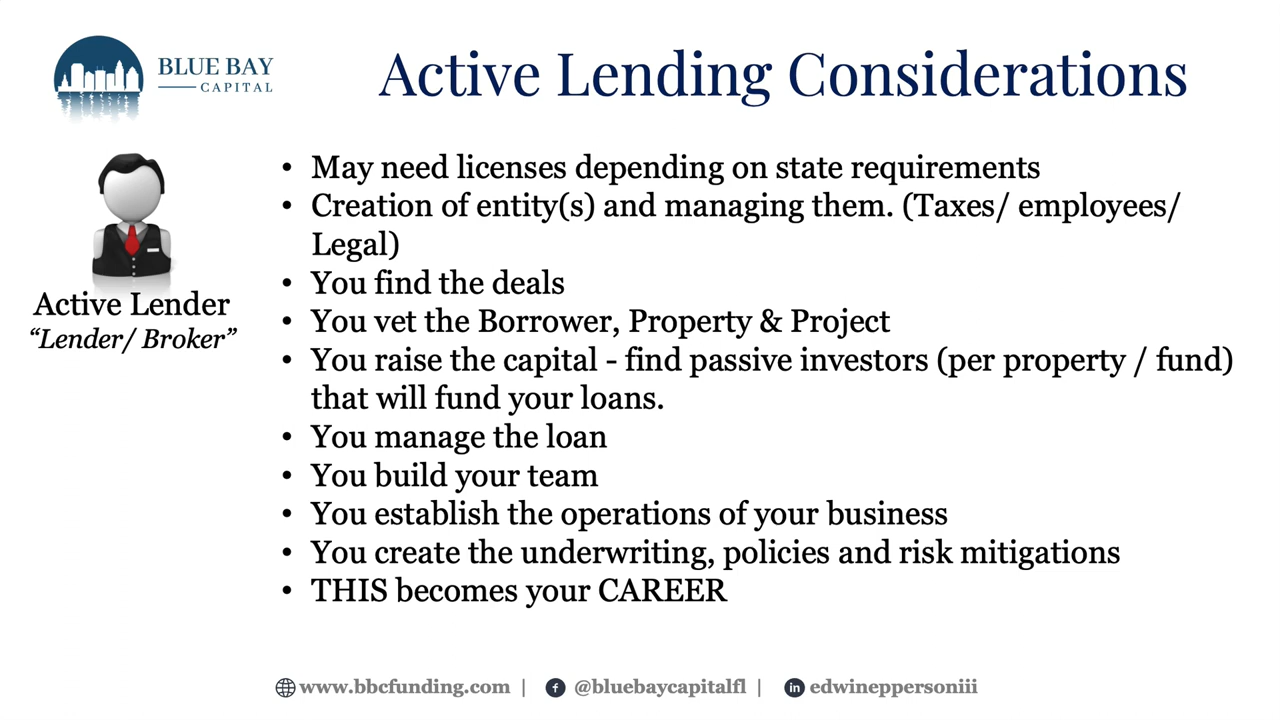 BLUE BAY
CAPITAL
Active Lending Considerations
Active Lender
“Lender/ Broker”
• May need licenses depending on state requirements
• Creation of entity(s) and managing them. (Taxes/ employees/
Legal)
• You find the deals
• You vet the Borrower, Property & Project
• You raise the capital - find passive investors (per property / fund)
that will fund your loans.
• You manage the loan
• You build your team
• You establish the operations of your business
• You create the underwriting, policies and risk mitigations
• THIS becomes your CAREER
www.bbcfunding.com | @bluebaycapitalfl | edwineppersoniii